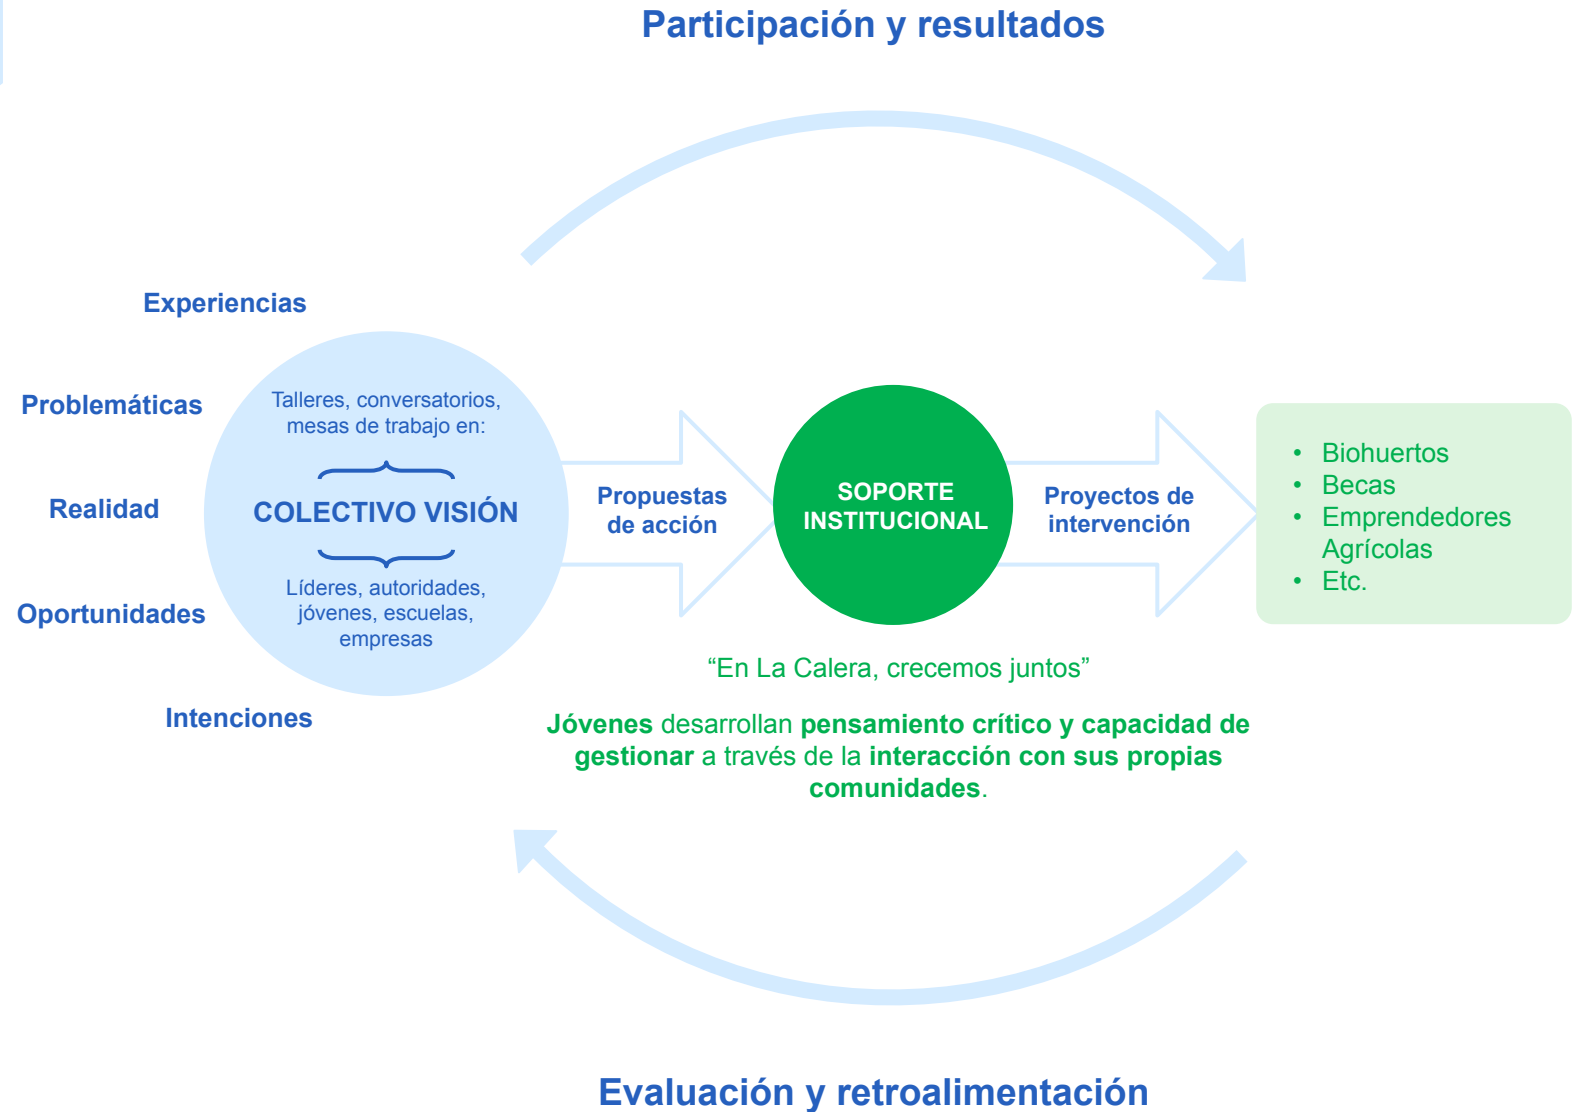 Participación y resultados
Experiencias
Problemáticas
Realidad
Oportunidades
Intenciones
Talleres, conversatorios,
mesas de trabajo en:
COLECTIVO VISIÓN
Líderes, autoridades,
jóvenes, escuelas,
empresas
Propuestas
de acción
SOPORTE
INSTITUCIONAL
Proyectos de
intervención
• Biohuertos
• Becas
• Emprendedores
Agrícolas
• Etc.
“En La Calera, crecemos juntos”
Jóvenes desarrollan pensamiento crítico y capacidad de
gestionar a través de la interacción con sus propias
comunidades.
Evaluación y retroalimentación